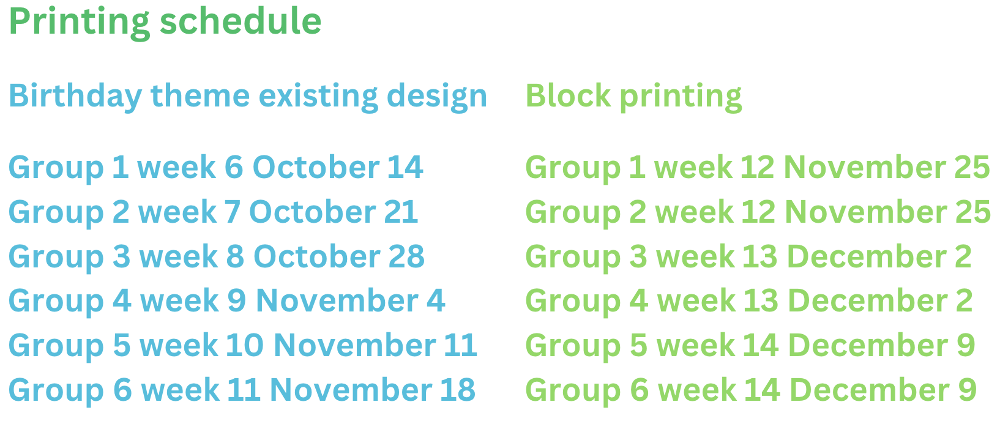 Printing schedule
Birthday theme existing design
Group 1 week 6 October 14
Group 2 week 7 October 21
Group 3 week 8 October 28
Group 4 week 9 November 4
Group 5 week 10 November 11
Group 6 week 11 November 18
Block printing
Group 1 week 12 November 25
Group 2 week 12 November 25
Group 3 week 13 December 2
Group 4 week 13 December 2
Group 5 week 14 December 9
Group 6 week 14 December 9